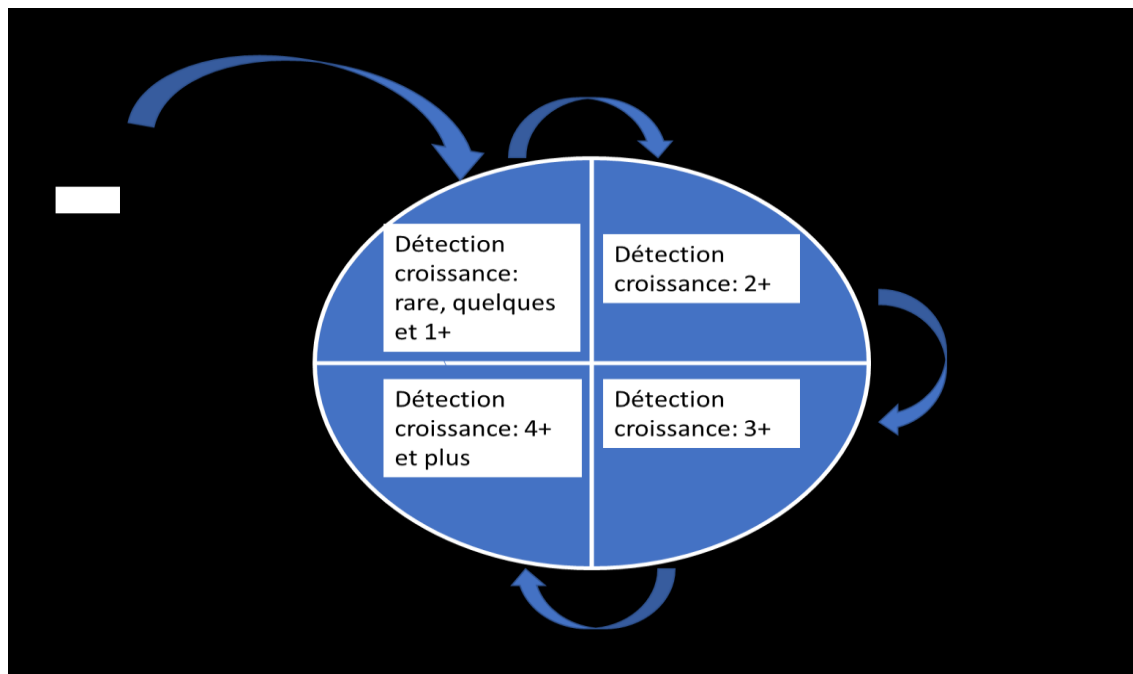 Détection
croissance:
rare, quelques
et 1+
Détection
croissance: 2+
Détection
croissance: 4+
et plus
Détection
croissance: 3+